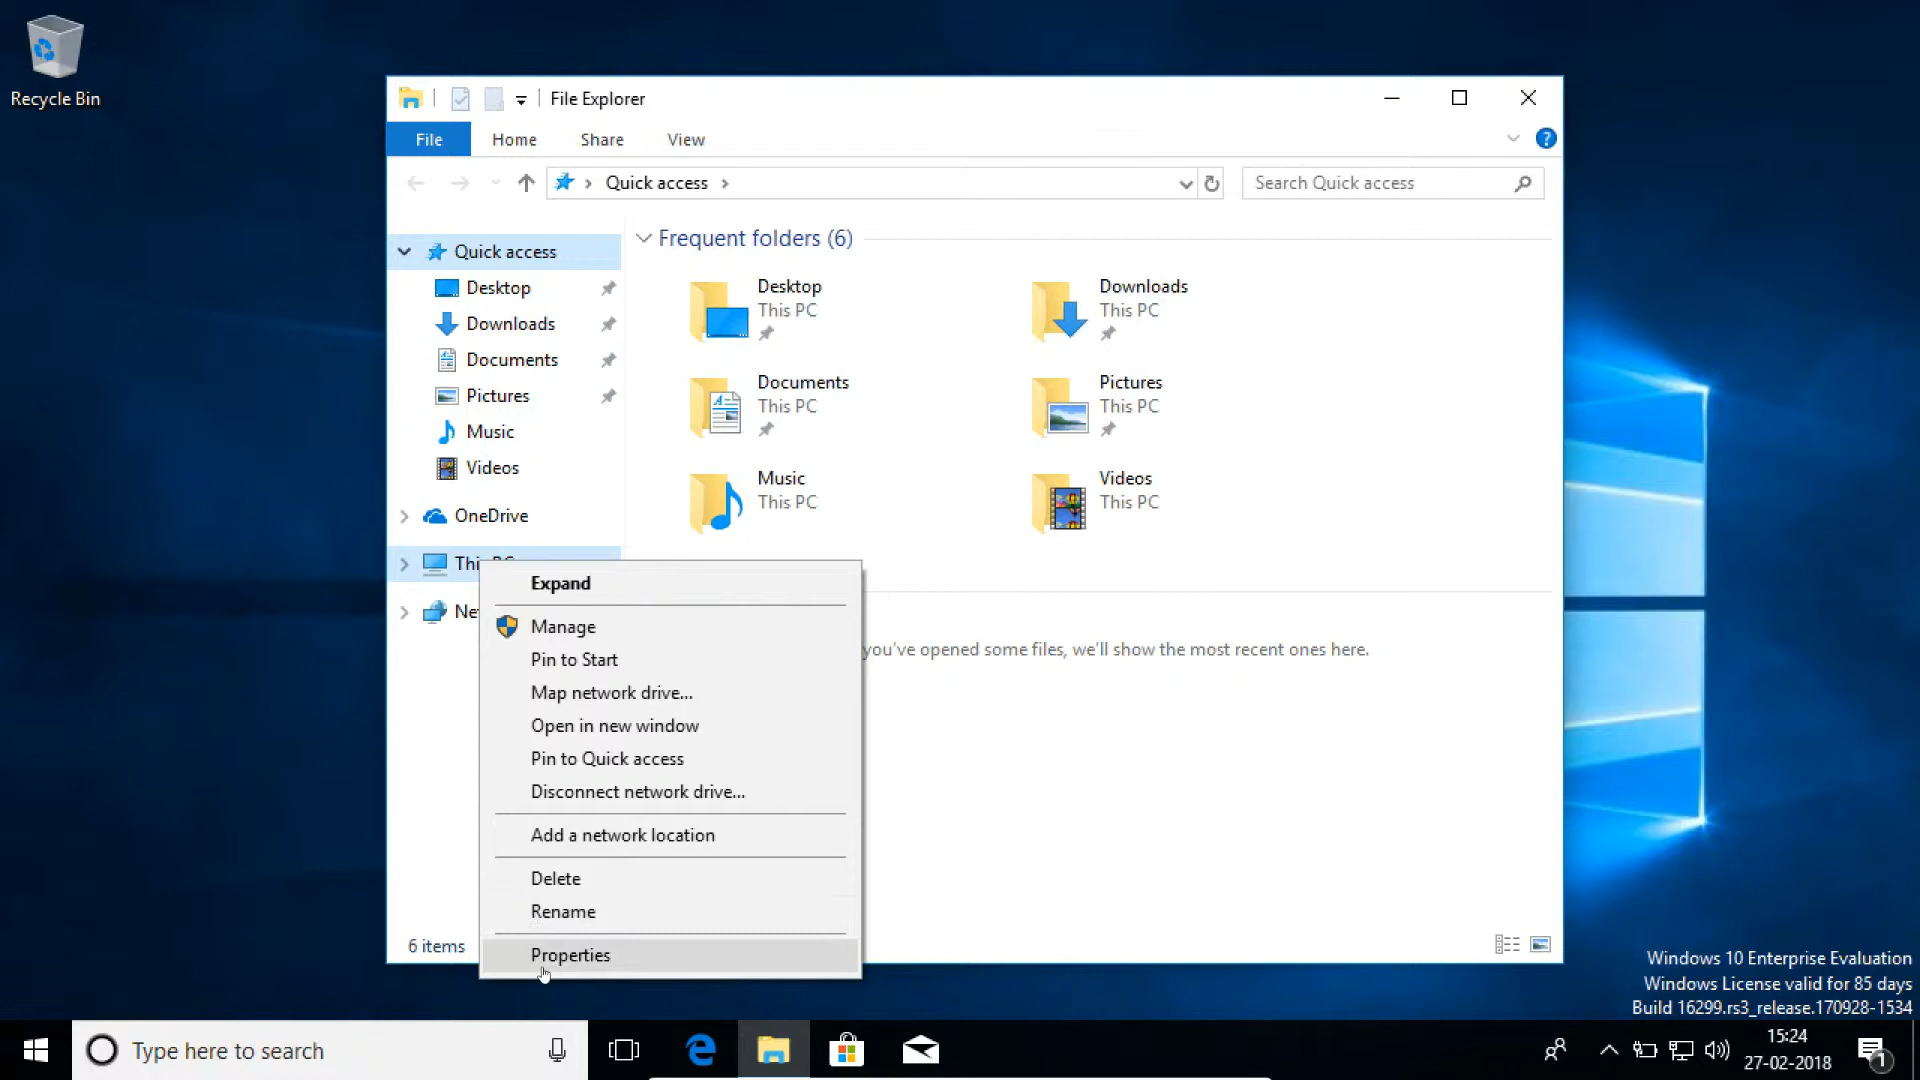 Recycle Bin
File Explorer
File
Home
Share
View
Quick access
Search Quick access
Quick access
Desktop
Downloads
Documents
Pictures
Music
Videos
OneDrive
Frequent folders (6)
Desktop
This PC
Downloads
This PC
Documents
This PC
Pictures
This PC
Music
This PC
Videos
This PC
Expand
Manage
Pin to Start
Map network drive...
Open in new window
Pin to Quick access
Disconnect network drive...
Add a network location
Delete
Rename
Properties
you've opened some files, we'll show the most recent ones here.
6 items
Windows 10 Enterprise Evaluation
Windows License valid for 85 days
Build 16299.rs3_release.170928-1534
Type here to search
15:24
27-02-2018
1